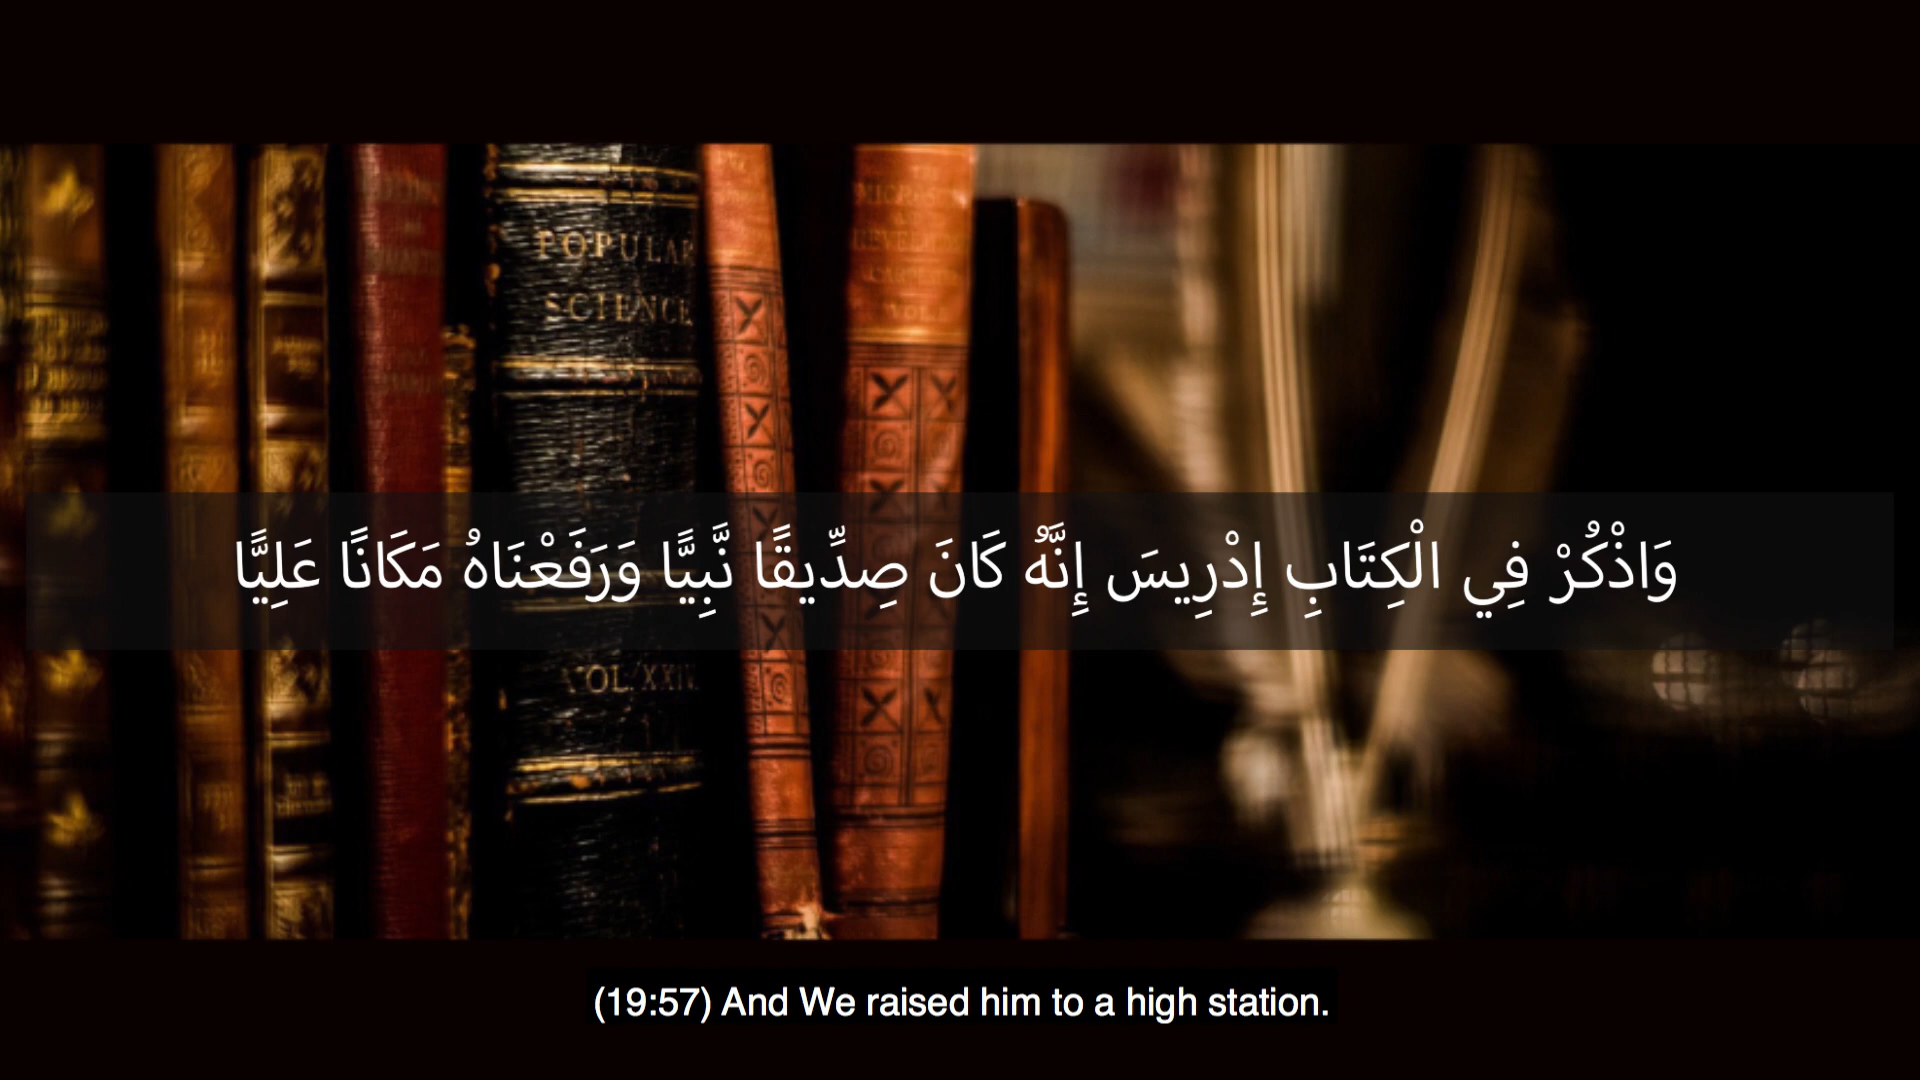 POPULAR
SCIENCE
وَاذْكُرْ فِي الْكِتَابِ إِدْرِيسَ إِنَّهُ كَانَ صِدِّيقًا نَّبِيًّا وَرَفَعْنَاهُ مَكَانًا عَلِيًّا
VOL.XXIV.
(19:57) And We raised him to a high station.